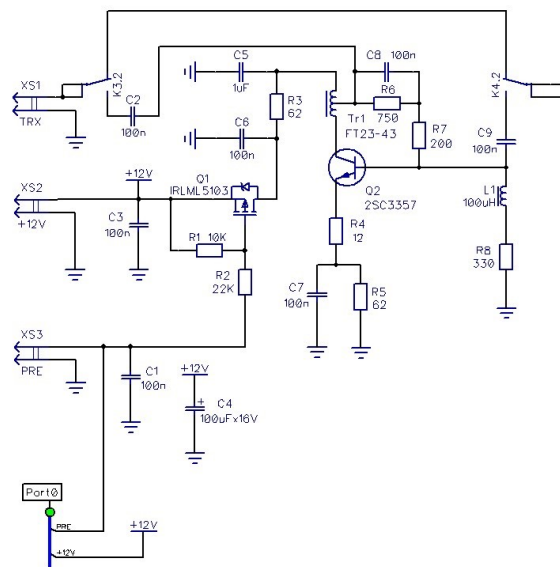 C5
1uF
C8
100n
XS1
K3.2
K4.2
C2
100n
R3
62
R6
750
Tr1
FT23-43
TRX
C6
100n
R7
200
C9
100n
+12V
Q1
IRLML5103
XS2
Q2
2SC3357
L1
100uH
+12V
C3
100n
R1 10K
R4
12
R8
330
R2
22K
C7
100n
R5
62
XS3
PRE
C1
100n
+12V
C4
+
100uFx16V
Port0
PRE
+12V
+12V